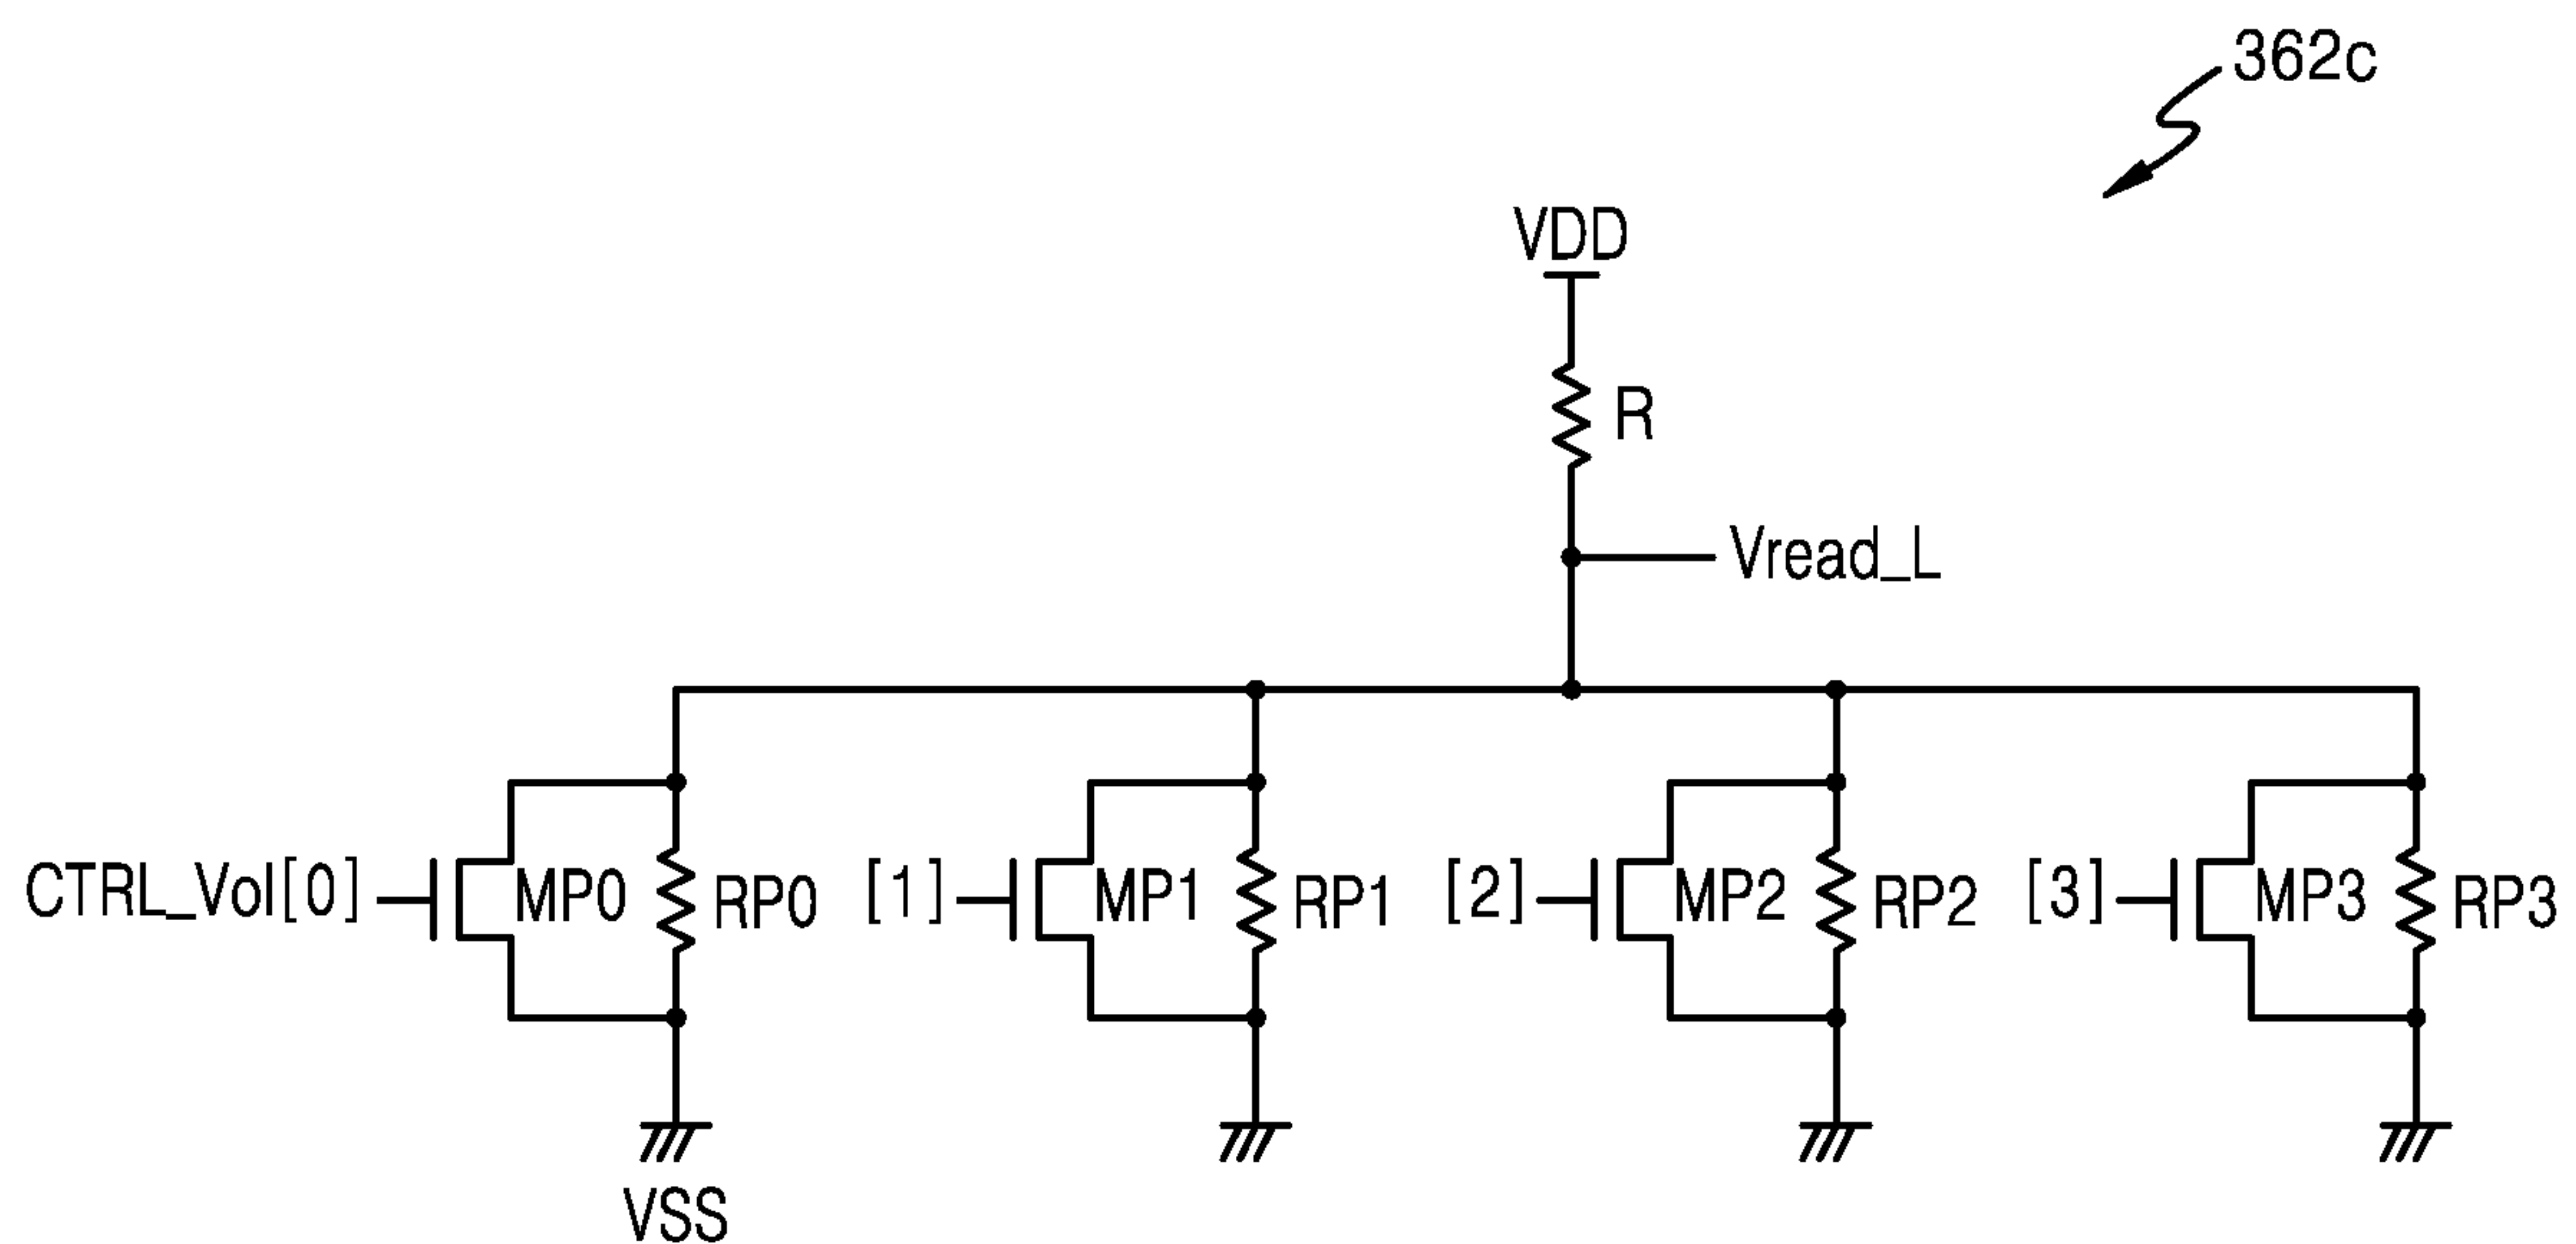 362c
VDD
R
Vread_L
CTRL_Vol[0] MP0 RP0 [1] MP1 RP1 [2] MP2 RP2 [3] MP3 RP3
VSS